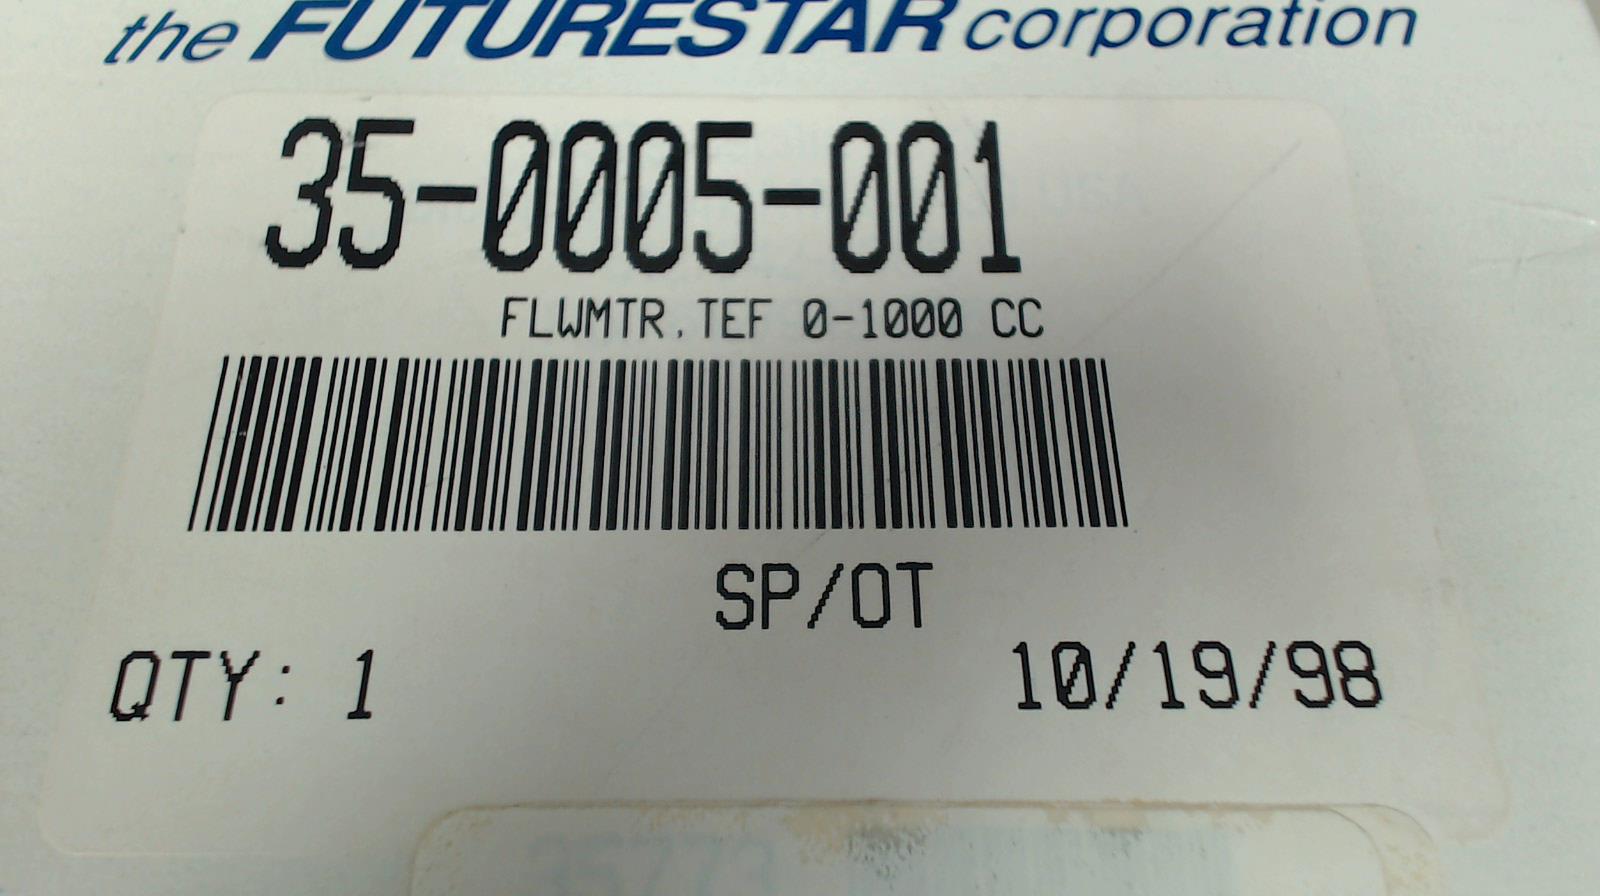 the FUTURESTAR corporation
35-0005-001
FLWMTR, TEF 0-1000 CC
SP/OT
QTY: 1
10/19/98